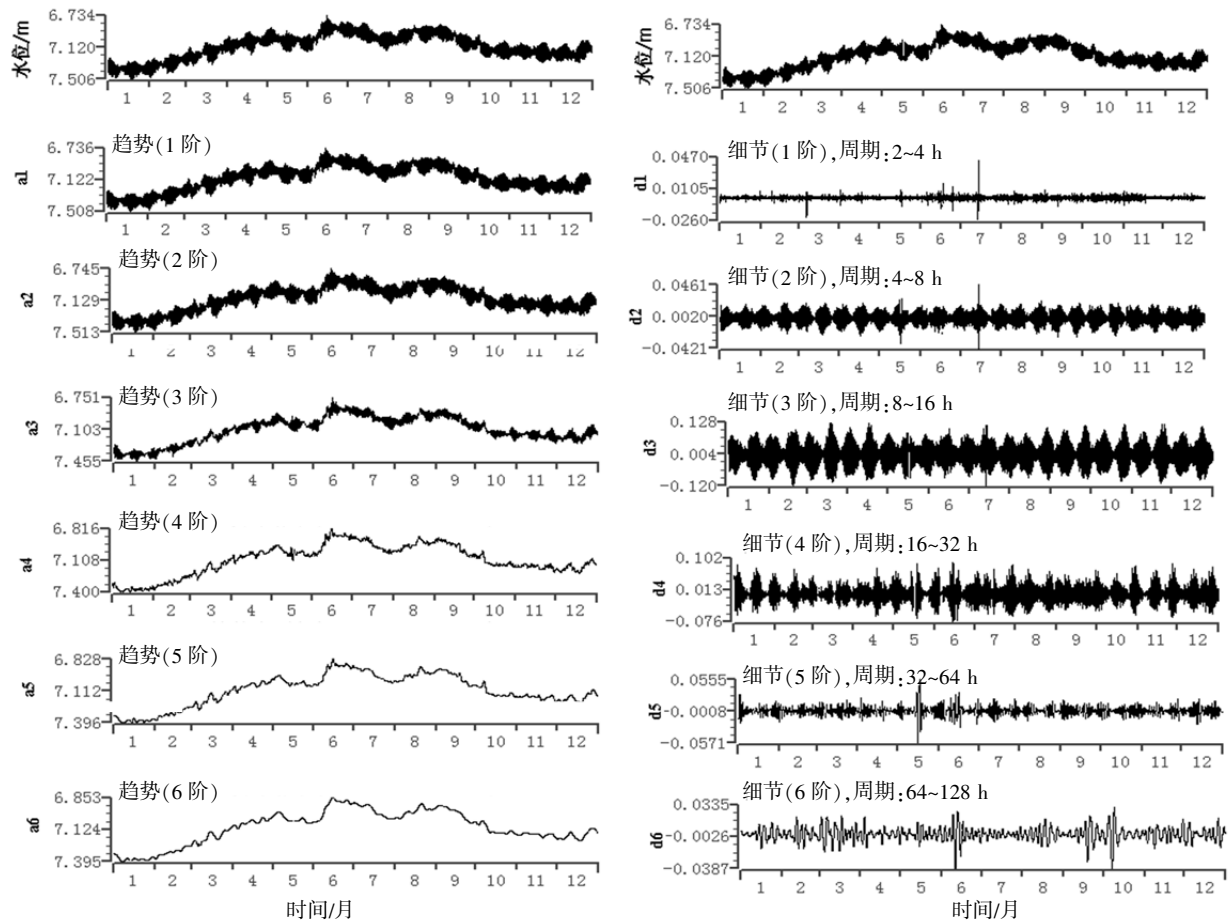 6.734
水位/m
7.120
7.506
1 2 3 4 5 6 7 8 9 10 11 12
趋势(1 阶)
6.736
a1
7.122
7.508
1 2 3 4 5 6 7 8 9 10 11 12
趋势(2 阶)
6.745
a2
7.129
7.513
1 2 3 4 5 6 7 8 9 10 11 12
趋势(3 阶)
6.751
a3
7.103
7.455
1 2 3 4 5 6 7 8 9 10 11 12
趋势(4 阶)
6.816
a4
7.108
7.400
1 2 3 4 5 6 7 8 9 10 11 12
趋势(5 阶)
6.828
a5
7.112
7.396
1 2 3 4 5 6 7 8 9 10 11 12
趋势(6 阶)
6.853
a6
7.124
7.395
1 2 3 4 5 6 7 8 9 10 11 12
时间/月
6.734
水位/m
7.120
7.506
1 2 3 4 5 6 7 8 9 10 11 12
细节(1 阶),周期:2~4 h
0.0470
d1
0.0105
-0.0260
1 2 3 4 5 6 7 8 9 10 11 12
细节(2 阶),周期:4~8 h
0.0461
d2
0.0020
-0.0421
1 2 3 4 5 6 7 8 9 10 11 12
细节(3 阶),周期:8~16 h
0.128
d3
0.004
-0.120
1 2 3 4 5 6 7 8 9 10 11 12
细节(4 阶),周期:16~32 h
0.102
d4
0.013
-0.076
1 2 3 4 5 6 7 8 9 10 11 12
细节(5 阶),周期:32~64 h
0.0555
d5
-0.0008
-0.0571
1 2 3 4 5 6 7 8 9 10 11 12
细节(6 阶),周期:64~128 h
0.0335
d6
-0.0026
-0.0387
1 2 3 4 5 6 7 8 9 10 11 12
时间/月